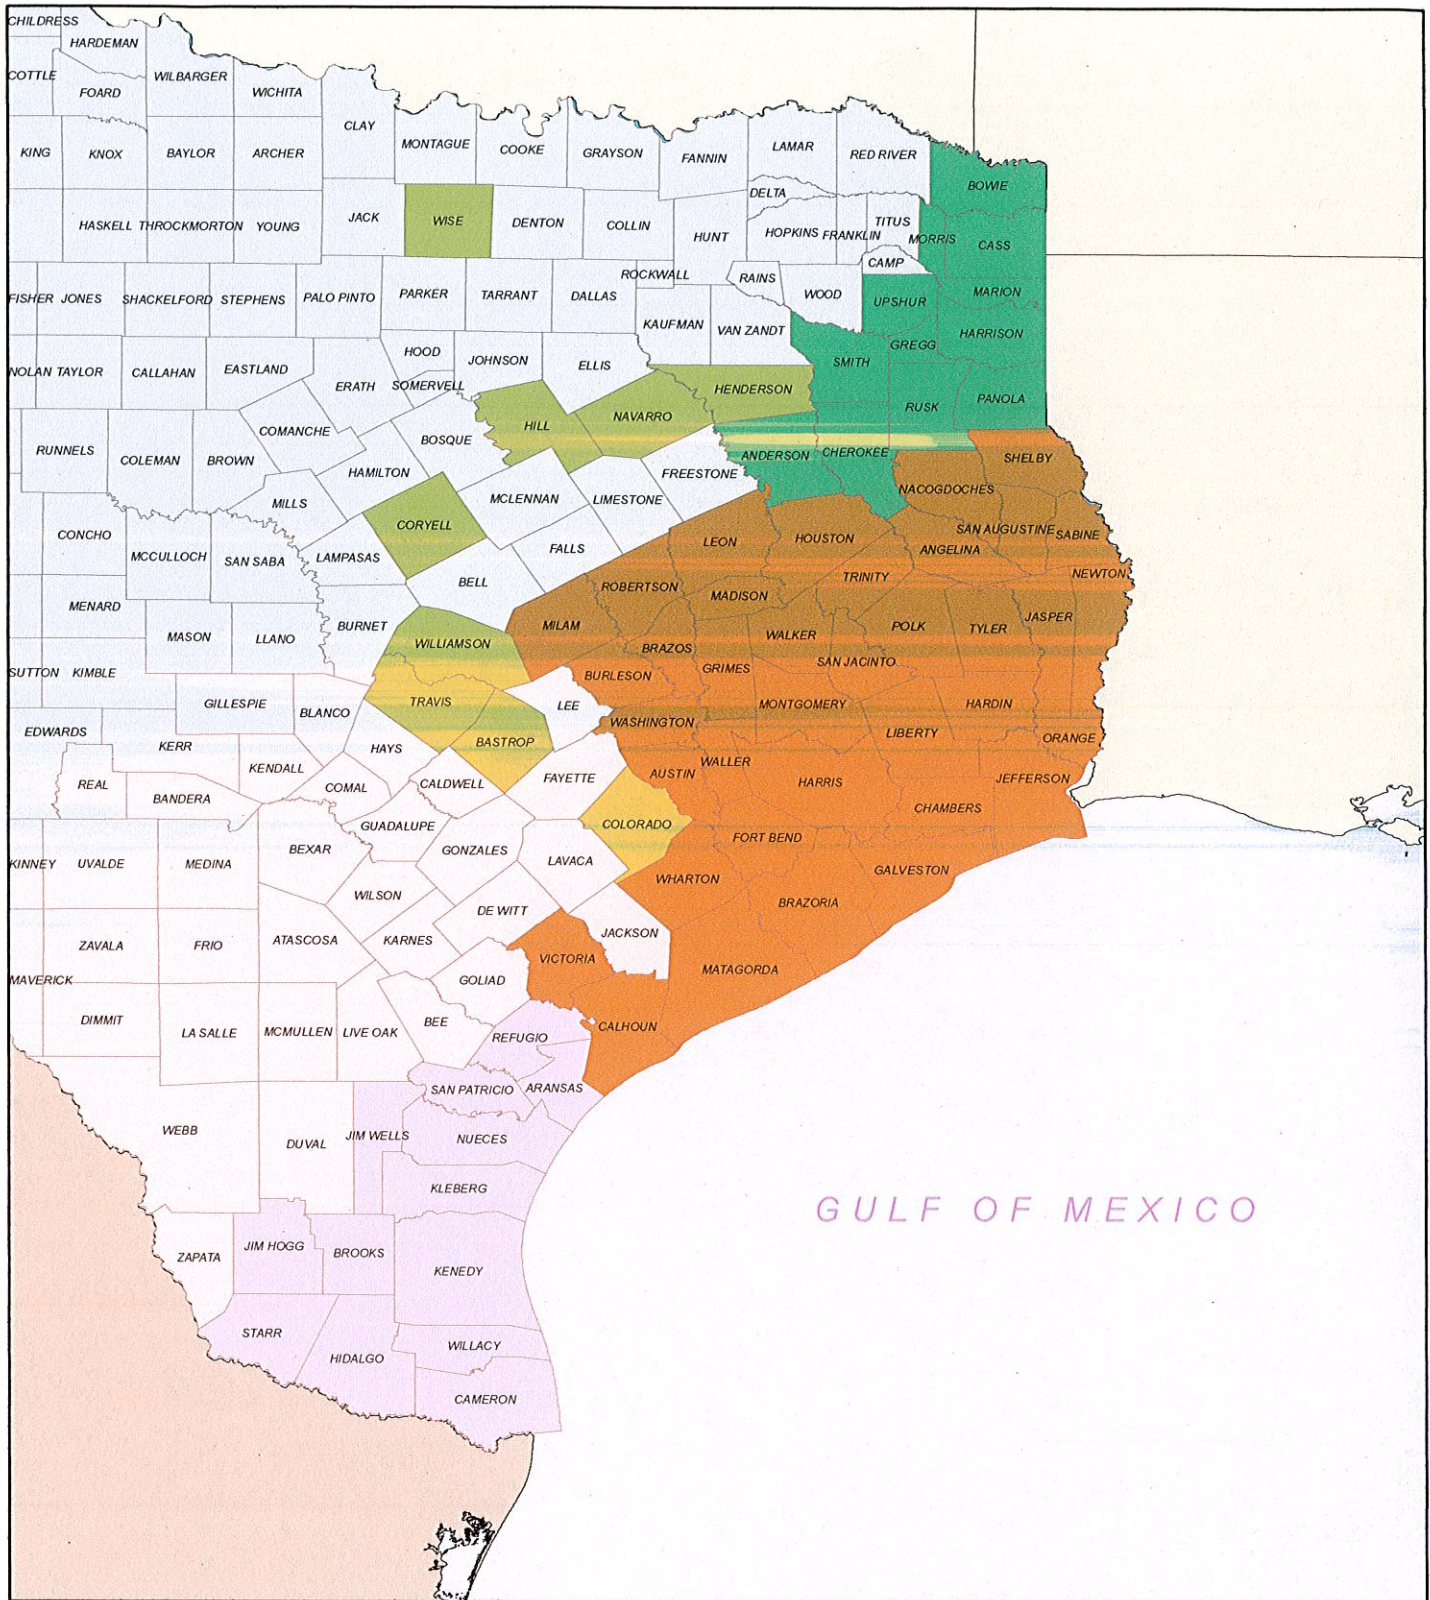 CHILDRESS
HARDEMAN
COTTLE
FOARD
WILBARGER
WICHITA
CLAY
MONTAGUE
COOKE
GRAYSON
FANNIN
LAMAR
RED RIVER
BOWIE
KING
KNOX
BAYLOR
ARCHER
DELTA
HASKELL
THROCKMORTON
YOUNG
JACK
WISE
DENTON
COLLIN
HUNT
HOPKINS
FRANKLIN
TITUS
MORRIS
CASS
CAMP
ROCKWALL
RAINS
WOOD
UPSHUR
MARION
FISHER
JONES
SHACKELFORD
STEPHENS
PALO PINTO
PARKER
TARRANT
DALLAS
KAUFMAN
VAN ZANDT
HARRISON
GREGG
SMITH
NOLAN
TAYLOR
CALLAHAN
EASTLAND
ERATH
HOOD
SOMERVELL
JOHNSON
ELLIS
HENDERSON
RUSK
PANOLA
HILL
NAVARRO
COMANCHE
BOSQUE
RUNNELS
COLEMAN
BROWN
HAMILTON
FREESTONE
ANDERSON
CHEROKEE
SHELBY
NACOGDOCHES
MILLS
MCLENNAN
LIMESTONE
CORYELL
CONCHO
MCCULLOCH
SAN SABA
LAMPASAS
FALLS
LEON
HOUSTON
SAN AUGUSTINE
SABINE
ANGELINA
BELL
ROBERTSON
TRINITY
NEWTON
MENARD
MADISON
MASON
LLANO
BURNET
WILLIAMSON
MILAM
BRAZOS
WALKER
POLK
TYLER
JASPER
SUTTON
KIMBLE
BURLESON
GRIMES
SAN JACINTO
GILLESPIE
BLANCO
TRAVIS
LEE
MONTGOMERY
HARDIN
EDWARDS
KERR
HAYS
BASTROP
WASHINGTON
LIBERTY
ORANGE
REAL
KENDALL
COMAL
CALDWELL
FAYETTE
AUSTIN
WALLER
HARRIS
JEFFERSON
BANDERA
GUADALUPE
COLORADO
CHAMBERS
KINNEY
UVALDE
MEDINA
BEXAR
GONZALES
LAVACA
FORT BEND
GALVESTON
WILSON
WHARTON
BRAZORIA
DE WITT
ZAVALA
FRIO
ATASCOSA
KARNES
JACKSON
VICTORIA
MATAGORDA
MAVERICK
GOLIAD
DIMMIT
LA SALLE
MCMULLEN
LIVE OAK
BEE
REFUGIO
CALHOUN
SAN PATRICIO
ARANSAS
WEBB
DUVAL
JIM WELLS
NUECES
KLEBERG
GULF OF MEXICO
ZAPATA
JIM HOGG
BROOKS
KENEDY
STARR
HIDALGO
WILLACY
CAMERON